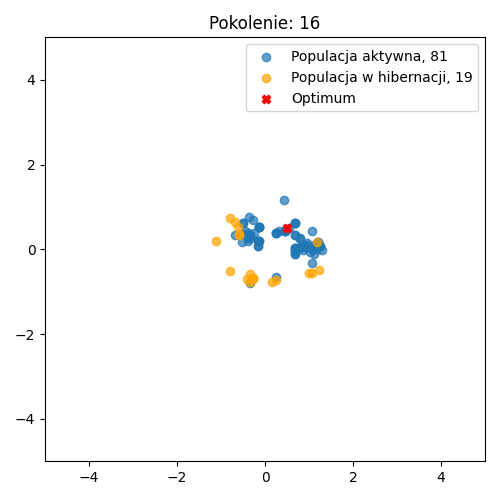 Pokolenie: 16
Populacja aktywna, 81
Populacja w hibernacji, 19
Optimum
4
2
0
−2
−4
−4
−2
0
2
4